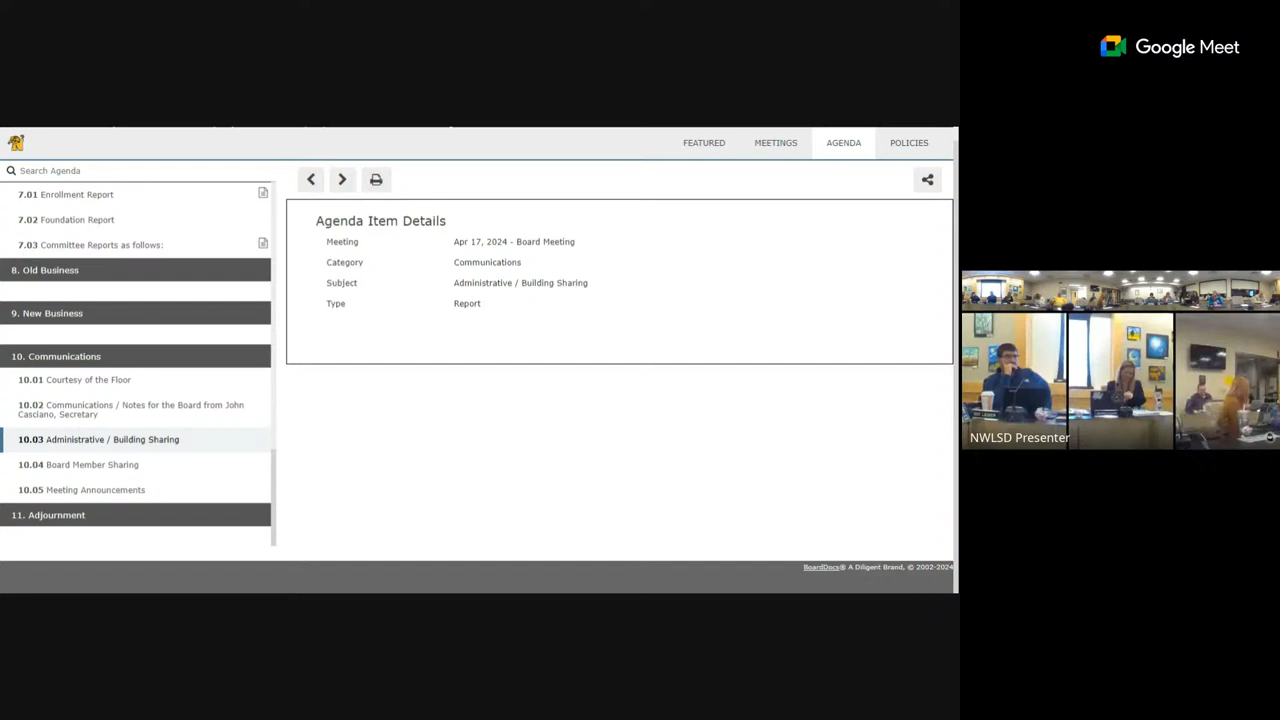 Google Meet
FEATURED
MEETINGS
AGENDA
POLICIES
Search Agenda
7.01 Enrollment Report
7.02 Foundation Report
7.03 Committee Reports as follows:
8. Old Business
9. New Business
10. Communications
10.01 Courtesy of the Floor
10.02 Communications / Notes for the Board from John
Casciano, Secretary
10.03 Administrative / Building Sharing
10.04 Board Member Sharing
10.05 Meeting Announcements
11. Adjournment
Agenda Item Details
Meeting Apr 17, 2024 - Board Meeting
Category Communications
Subject Administrative / Building Sharing
Type Report
NWLSD Presenter
BoardDocs® A Diligent Brand, © 2002-2024